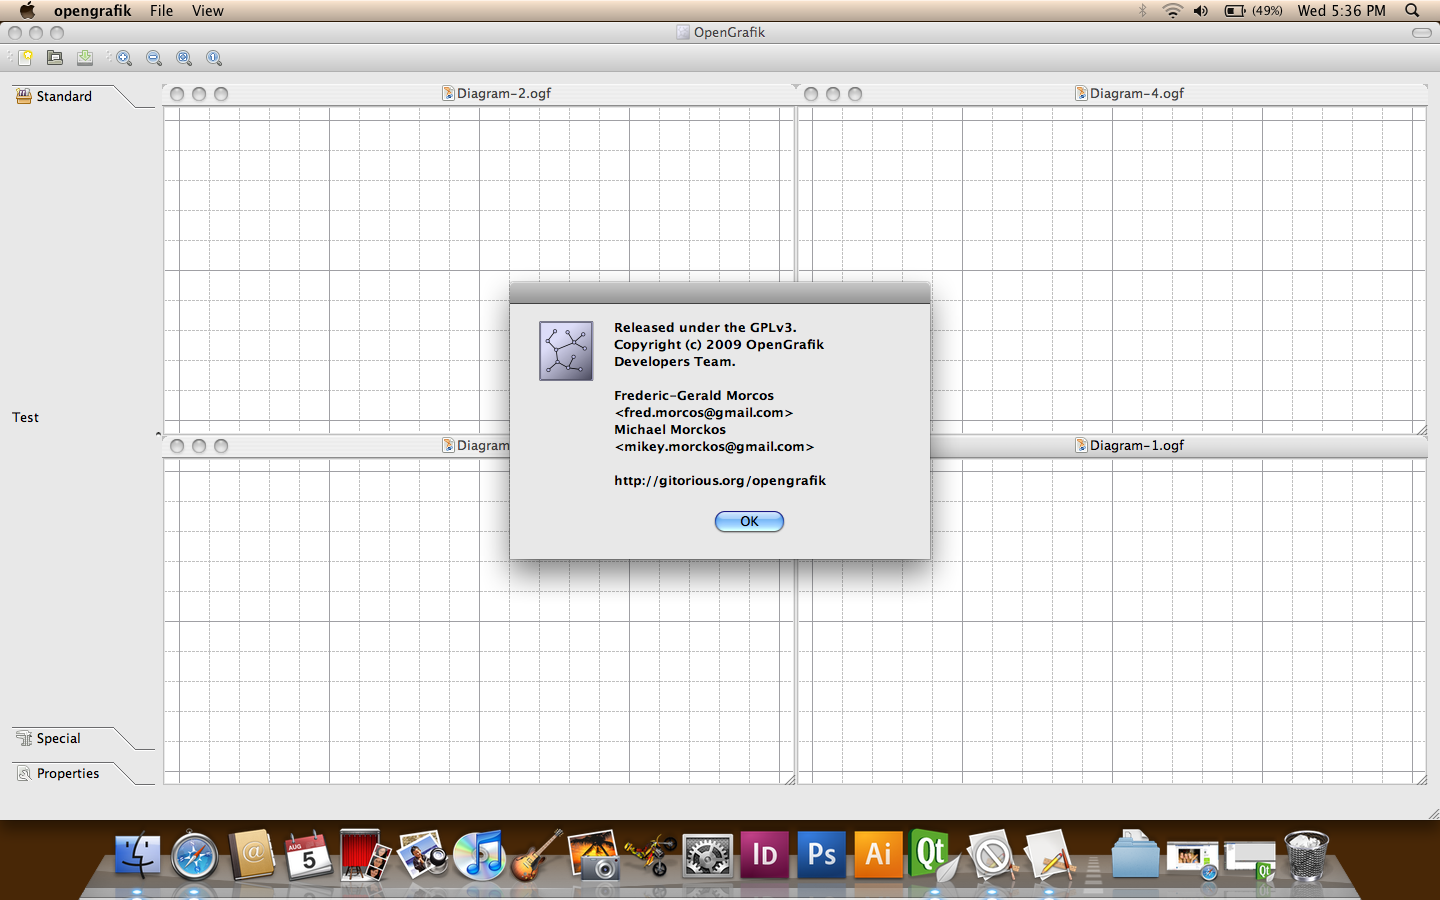 opengrafik File View (49%) Wed 5:36 PM
OpenGrafik
Standard
Diagram-2.ogf
Diagram-4.ogf
Released under the GPLv3.
Copyright (c) 2009 OpenGrafik
Developers Team.
Frederic-Gerald Morcos
<fred.morcos@gmail.com>
Michael Morckos
<mikey.morckos@gmail.com>
http://gitorious.org/opengrafik
OK
Test
Diagram
Diagram-1.ogf
Special
Properties
AUG
5
Id
Ps
Ai
Qt
Qt